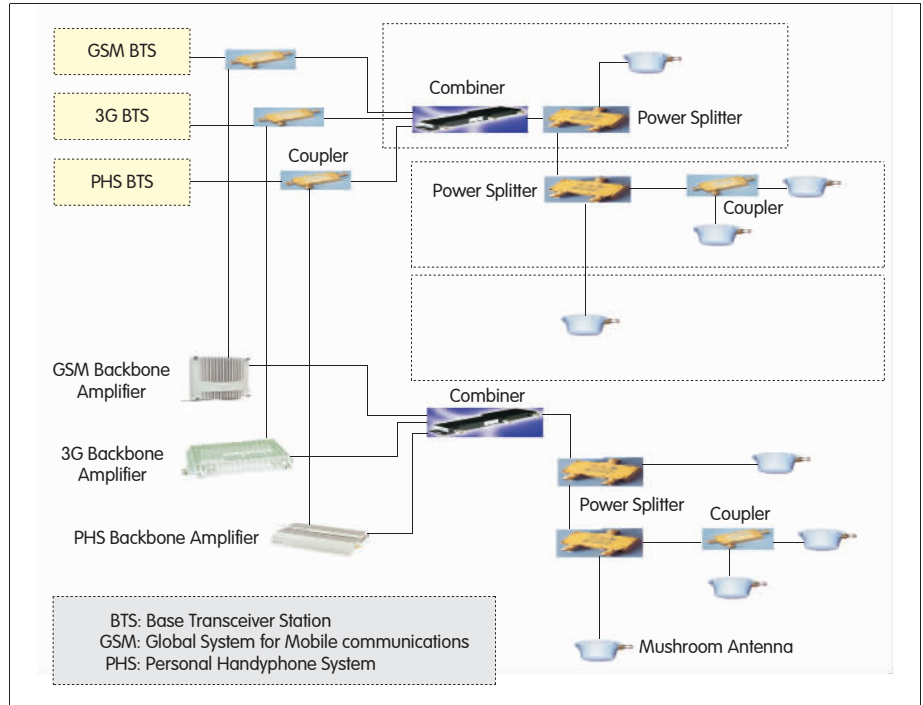 GSM BTS
3G BTS
PHS BTS
Coupler
Combiner
Power Splitter
Power Splitter
Coupler
GSM Backbone
Amplifier
3G Backbone
Amplifier
PHS Backbone Amplifier
Combiner
Power Splitter
Coupler
Mushroom Antenna
BTS: Base Transceiver Station
GSM: Global System for Mobile communications
PHS: Personal Handyphone System